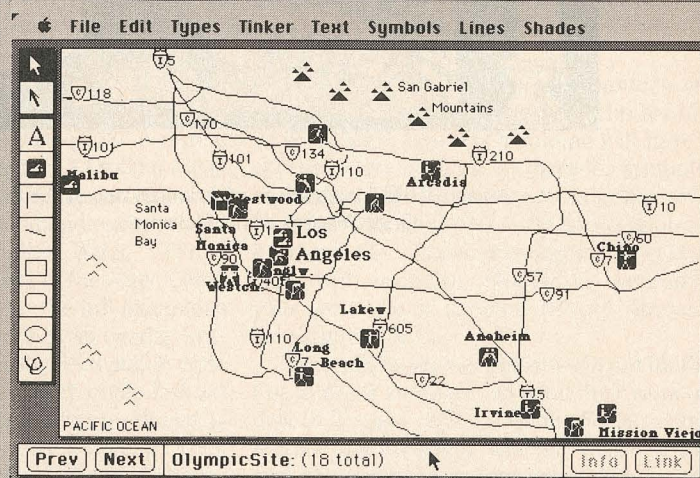 File Edit Types Tinker Text Symbols Lines Shades
5
118
San Gabriel
Mountains
170
101
101
134
110
210
A
Malibu
Arcadia
Westwood
10
Santa
Monica
Bay
Santa
Monica
Los
Angeles
60
Chino
90
57
91
Westch
405
Lakew
605
110
Anaheim
Long
Beach
7
22
5
Irvine
Mission Viejo
PACIFIC OCEAN
Prev Next OlympicSite: (18 total) Info Link